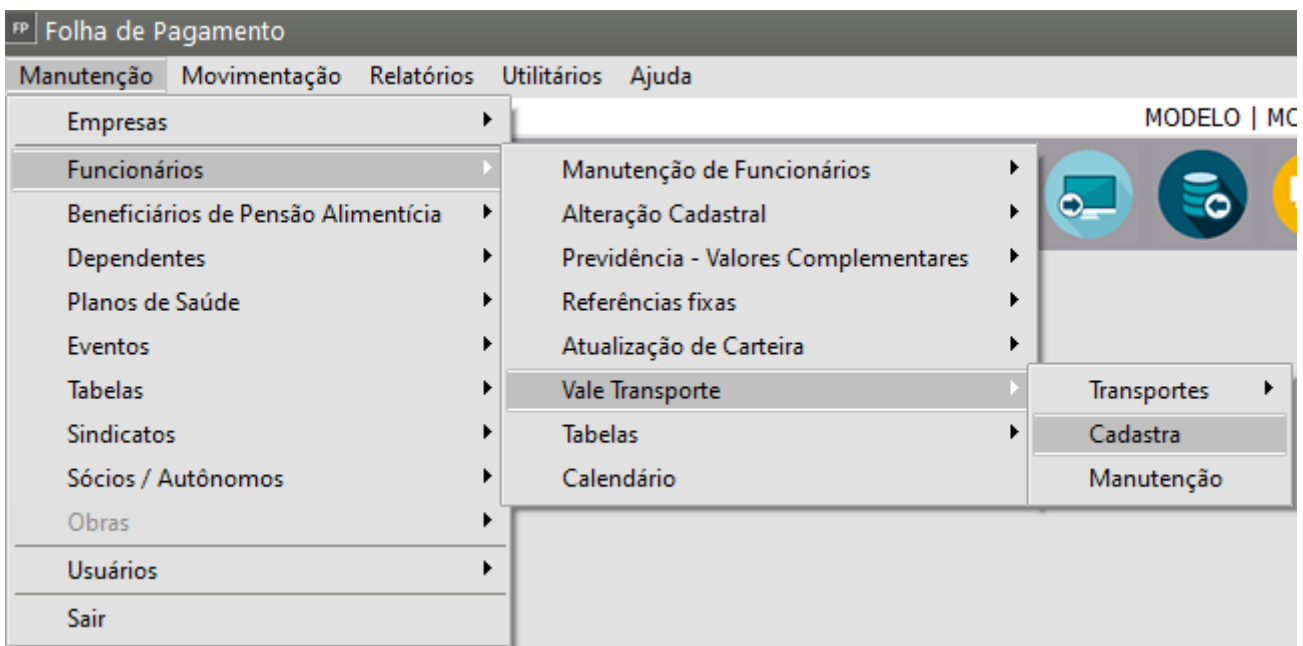 FP Folha de Pagamento
Manutenção Movimentação Relatórios Utilitários Ajuda
MODELO | MO
Empresas
Funcionários
Beneficiários de Pensão Alimentícia
Dependentes
Planos de Saúde
Eventos
Tabelas
Sindicatos
Sócios / Autônomos
Obras
Usuários
Sair
Manutenção de Funcionários
Alteração Cadastral
Previdência - Valores Complementares
Referências fixas
Atualização de Carteira
Vale Transporte
Tabelas
Calendário
Transportes
Cadastra
Manutenção